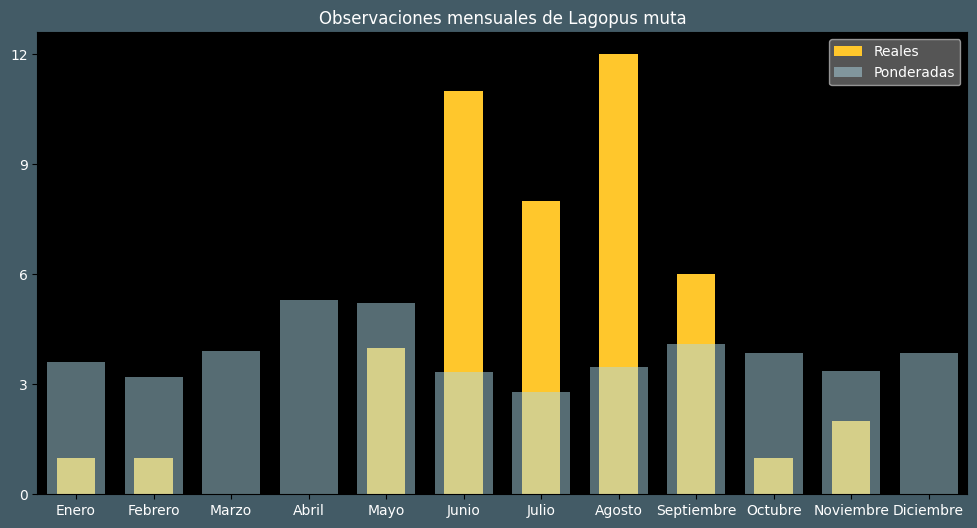 Observaciones mensuales de Lagopus muta
Reales
Ponderadas
12
9
6
3
0
Enero Febrero Marzo Abril Mayo Junio Julio Agosto Septiembre Octubre Noviembre Diciembre